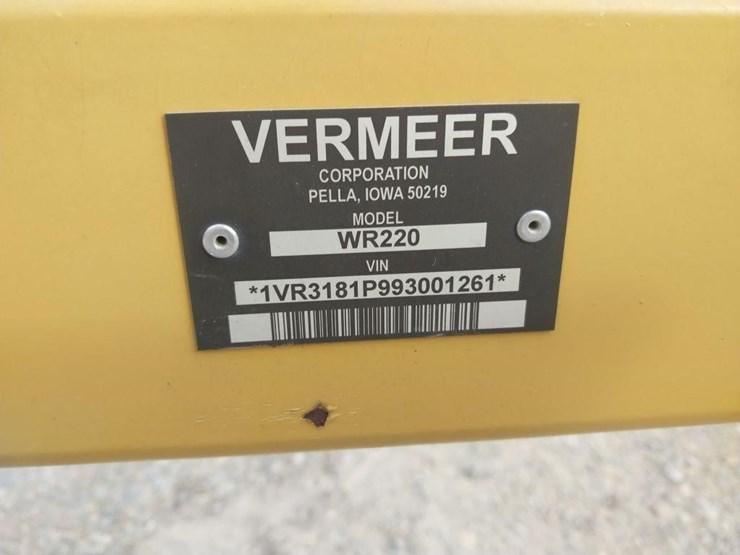 VERMEER
CORPORATION
PELLA, IOWA 50219
MODEL
WR220
VIN
*1VR3181P993001261*